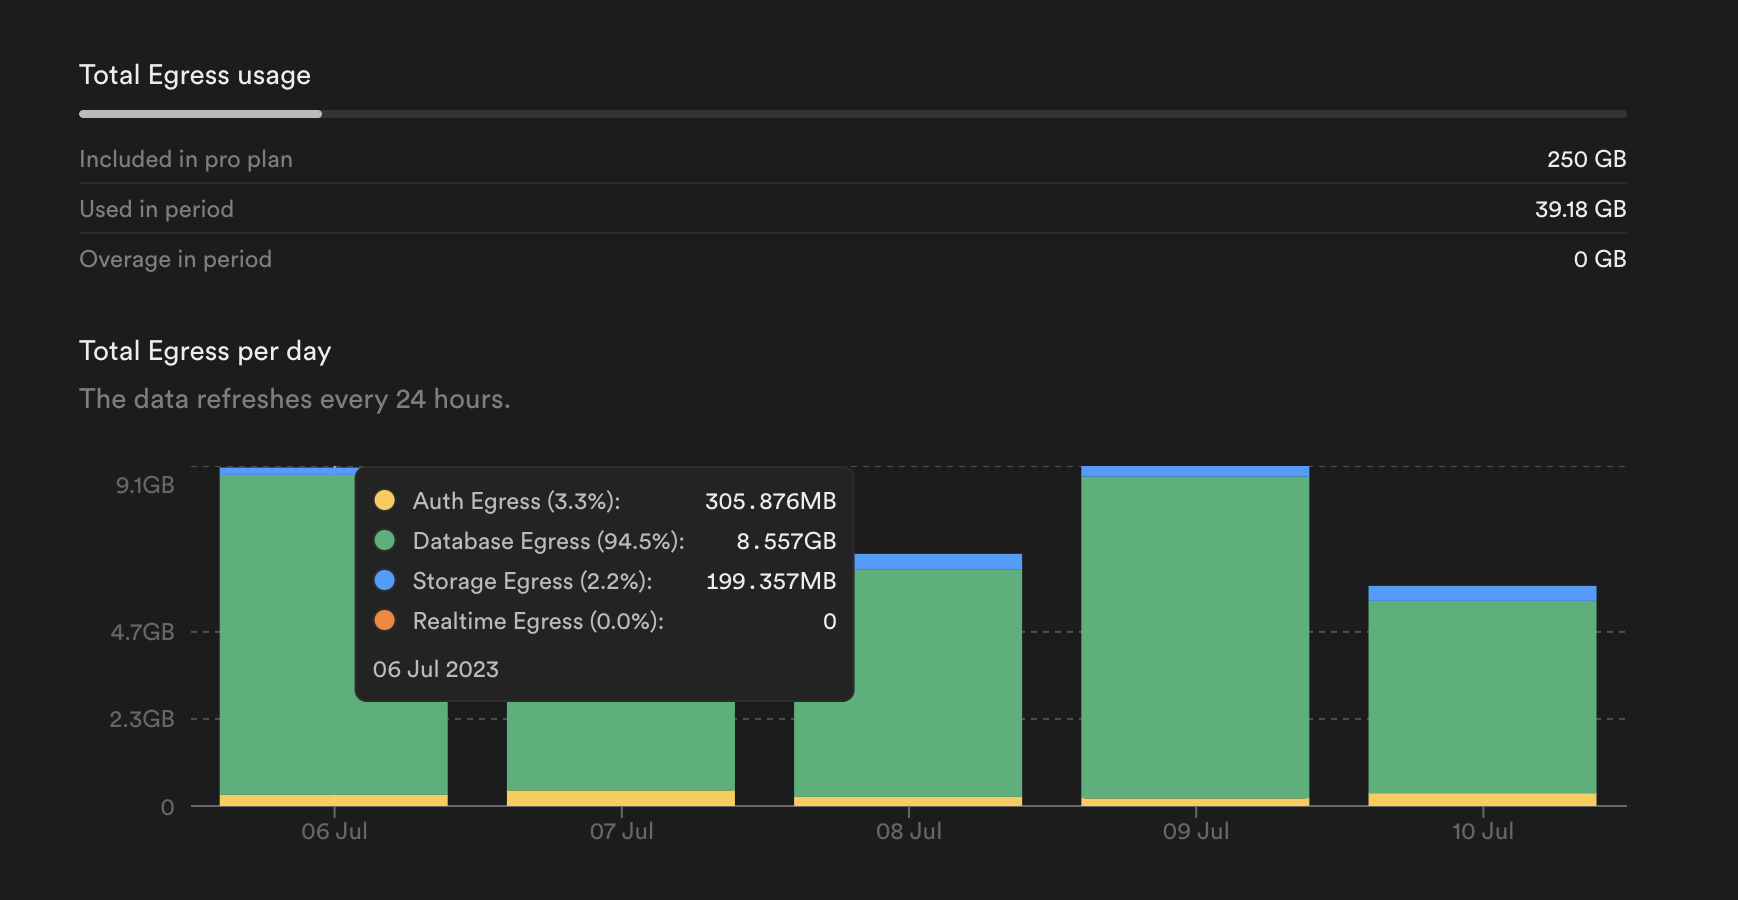 Total Egress usage
Included in pro plan 250 GB
Used in period 39.18 GB
Overage in period 0 GB
Total Egress per day
The data refreshes every 24 hours.
9.1GB
4.7GB
2.3GB
0
Auth Egress (3.3%): 305.876MB
Database Egress (94.5%): 8.557GB
Storage Egress (2.2%): 199.357MB
Realtime Egress (0.0%): 0
06 Jul 2023
06 Jul 07 Jul 08 Jul 09 Jul 10 Jul